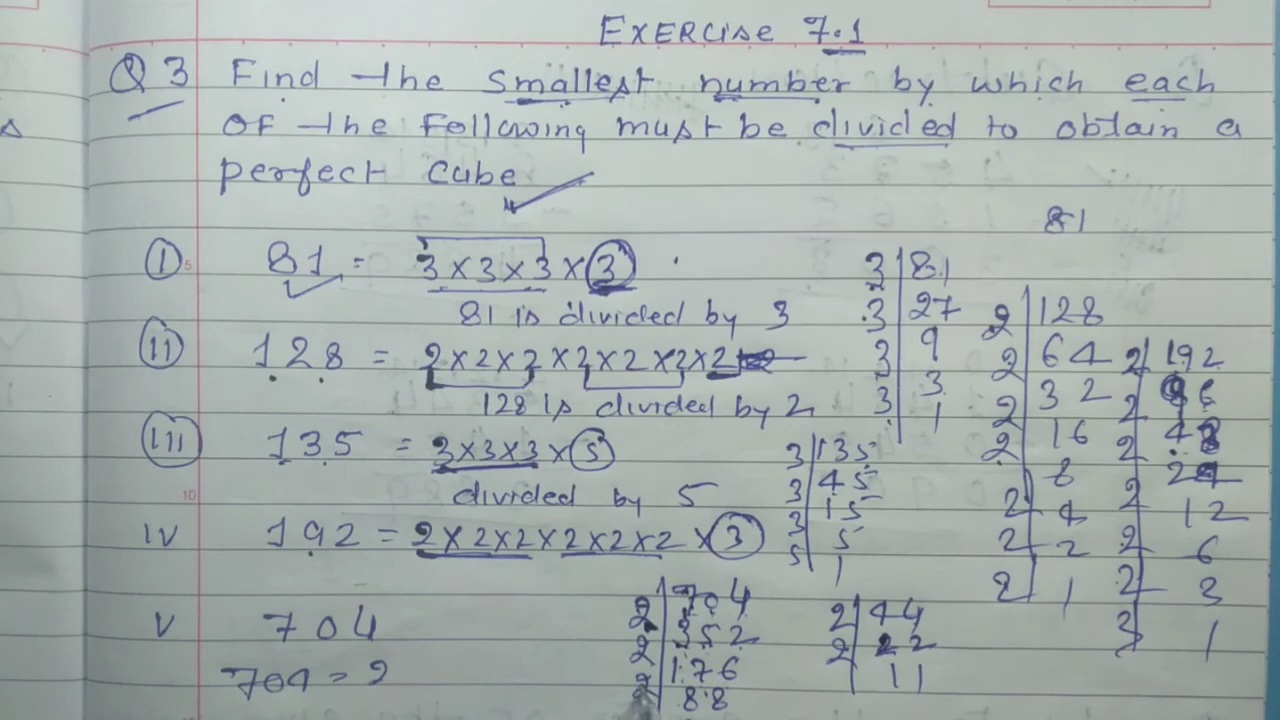 EXERCISE 7.1
Q3 Find the smallest number by which each
of the following must be divided to obtain a
perfect cube
81
(i) 81 = 3×3×3×(3)
81 is divided by 3
(ii) 128 = 2×2×2×2×2×2×2
128 is divided by 2
(iii) 135 = 3×3×3×(5)
divided by 5
iv 192 = 2×2×2×2×2×2×(3)
v 704
704 = 2
3 | 81
3 | 27
3 | 9
3 | 3
1
2 | 128
2 | 64
2 | 32
2 | 16
8
2 | 4
2 | 2
2 | 1
2 | 192
2 | 96
2 | 48
2 | 24
12
2 | 6
2 | 3
3 | 1
3 | 135
3 | 45
3 | 15
5 | 5
1
2 | 704
2 | 352
2 | 176
2 | 88
2 | 44
2 | 22
11